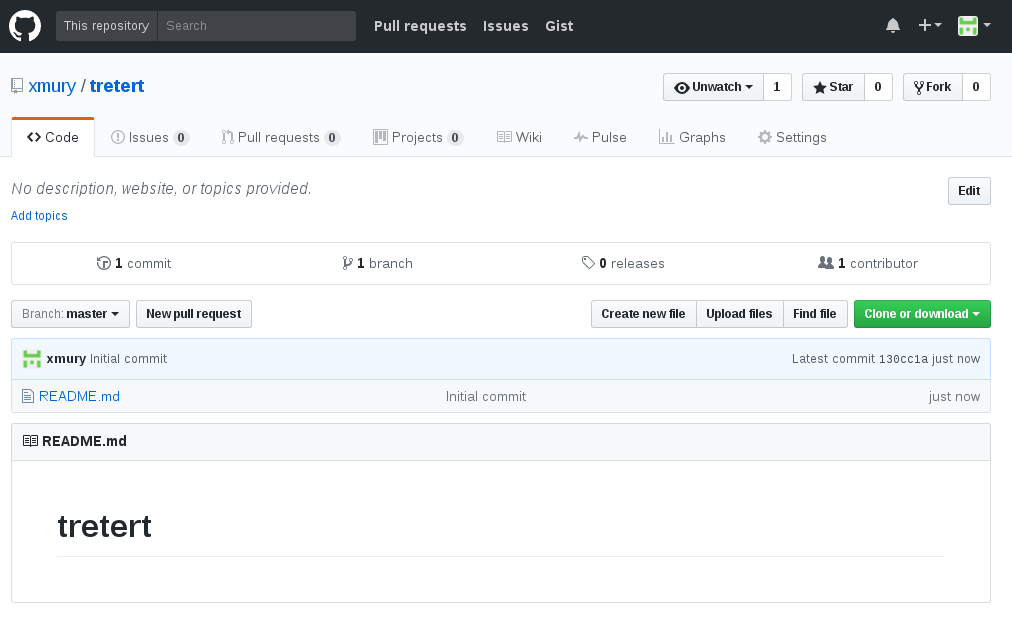 This repository Search Pull requests Issues Gist
xmury / tretert Unwatch 1 Star 0 Fork 0
Code Issues 0 Pull requests 0 Projects 0 Wiki Pulse Graphs Settings
No description, website, or topics provided. Edit
Add topics
1 commit 1 branch 0 releases 1 contributor
Branch: master New pull request Create new file Upload files Find file Clone or download
xmury Initial commit Latest commit 130cc1a just now
README.md Initial commit just now
README.md
tretert